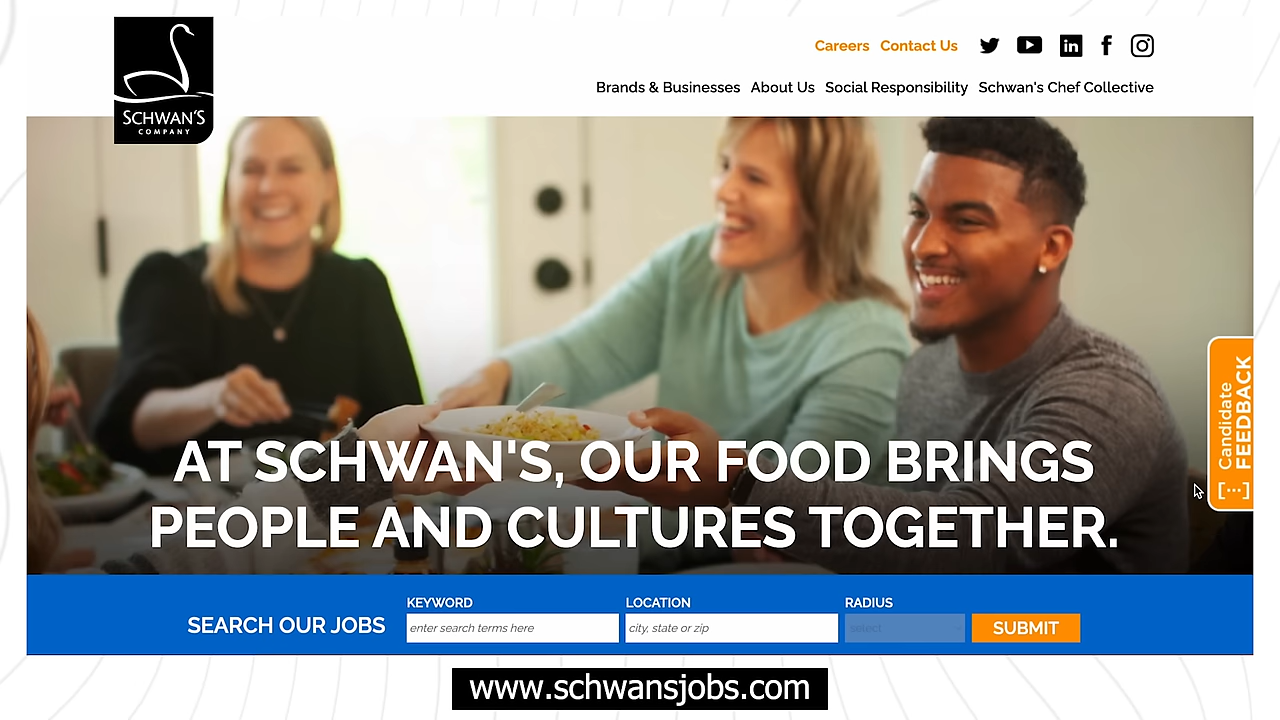 SCHWAN'S
COMPANY
Careers Contact Us
Brands & Businesses About Us Social Responsibility Schwan's Chef Collective
Candidate
FEEDBACK
AT SCHWAN'S, OUR FOOD BRINGS
PEOPLE AND CULTURES TOGETHER.
SEARCH OUR JOBS
KEYWORD
enter search terms here
LOCATION
city, state or zip
RADIUS
select
SUBMIT
www.schwansjobs.com